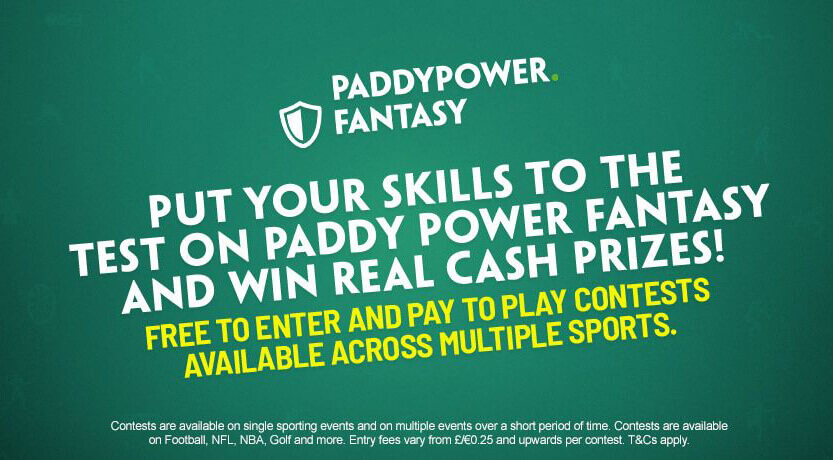 PADDYPOWER.
FANTASY
PUT YOUR SKILLS TO THE
TEST ON PADDY POWER FANTASY
AND WIN REAL CASH PRIZES!
FREE TO ENTER AND PAY TO PLAY CONTESTS
AVAILABLE ACROSS MULTIPLE SPORTS.
Contests are available on single sporting events and on multiple events over a short period of time. Contests are available
on Football, NFL, NBA, Golf and more. Entry fees vary from £/€0.25 and upwards per contest. T&Cs apply.